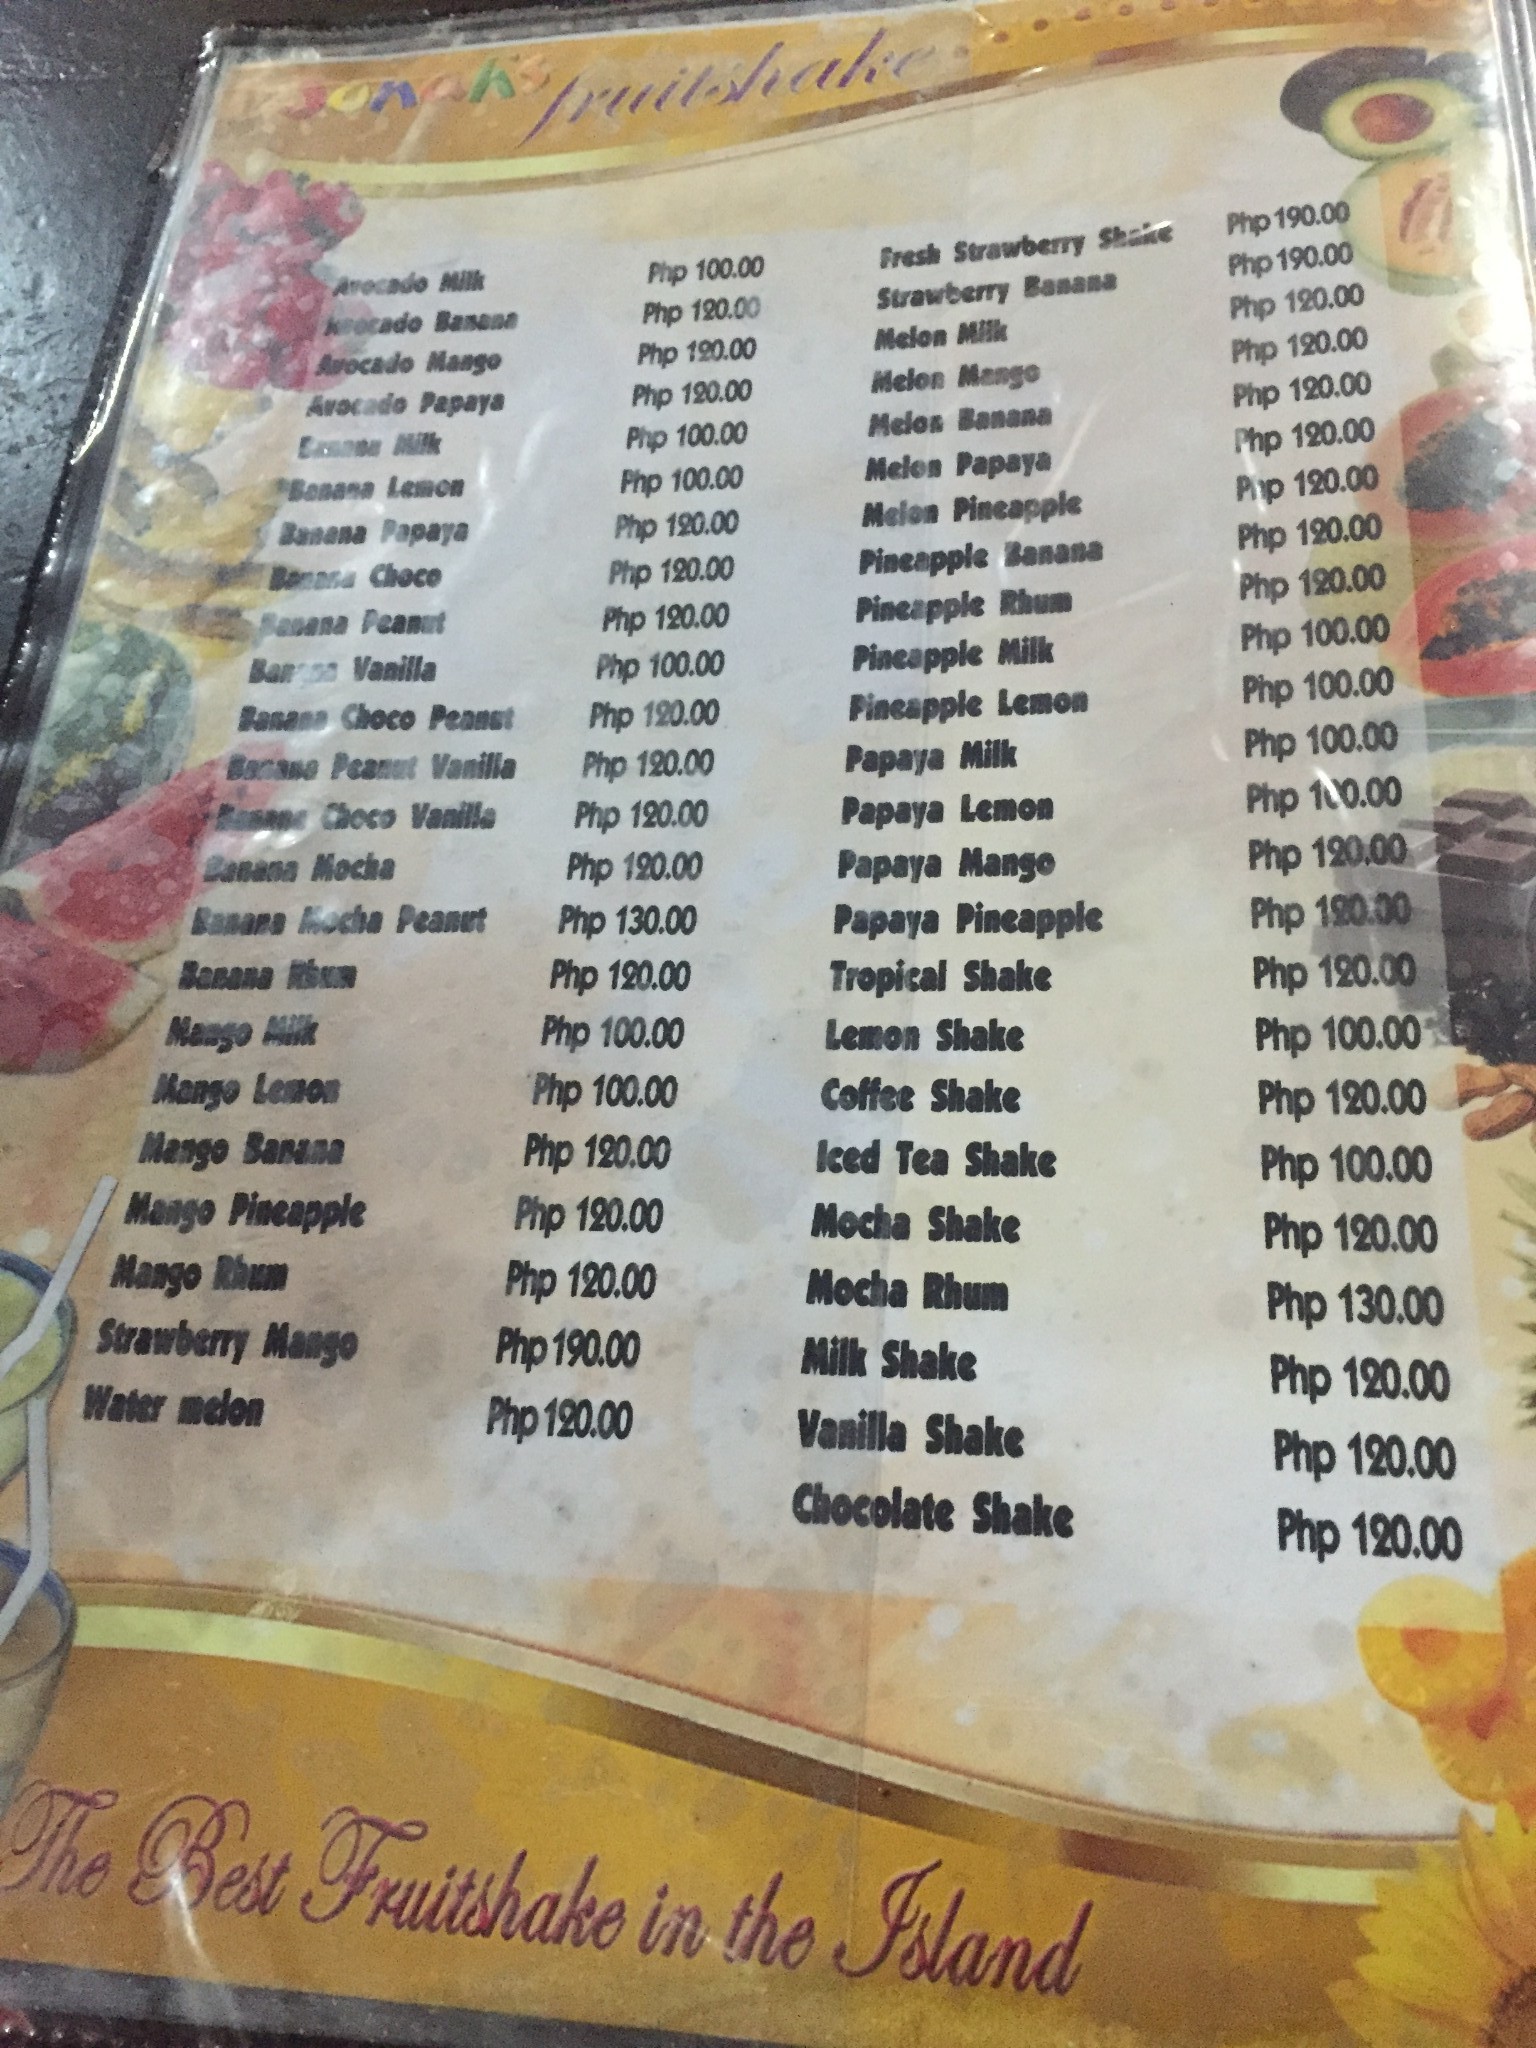 Jonah's fruitshake
Avocado Milk Php 100.00
Avocado Banana Php 120.00
Avocado Mango Php 120.00
Avocado Papaya Php 120.00
Banana Milk Php 100.00
Banana Lemon Php 100.00
Banana Papaya Php 120.00
Banana Choco Php 120.00
Banana Peanut Php 120.00
Banana Vanilla Php 100.00
Banana Choco Peanut Php 120.00
Banana Peanut Vanilla Php 120.00
Banana Choco Vanilla Php 120.00
Banana Mocha Php 120.00
Banana Mocha Peanut Php 130.00
Banana Rhum Php 120.00
Mango Milk Php 100.00
Mango Lemon Php 100.00
Mango Banana Php 120.00
Mango Pineapple Php 120.00
Mango Rhum Php 120.00
Strawberry Mango Php 190.00
Water melon Php 120.00
Fresh Strawberry Shake Php 190.00
Strawberry Banana Php 190.00
Melon Milk Php 120.00
Melon Mango Php 120.00
Melon Banana Php 120.00
Melon Papaya Php 120.00
Melon Pineapple Php 120.00
Pineapple Banana Php 120.00
Pineapple Rhum Php 120.00
Pineapple Milk Php 100.00
Pineapple Lemon Php 100.00
Papaya Milk Php 100.00
Papaya Lemon Php 100.00
Papaya Mango Php 120.00
Papaya Pineapple Php 120.00
Tropical Shake Php 120.00
Lemon Shake Php 100.00
Coffee Shake Php 120.00
Iced Tea Shake Php 100.00
Mocha Shake Php 120.00
Mocha Rhum Php 130.00
Milk Shake Php 120.00
Vanilla Shake Php 120.00
Chocolate Shake Php 120.00
The Best Fruitshake in the Island